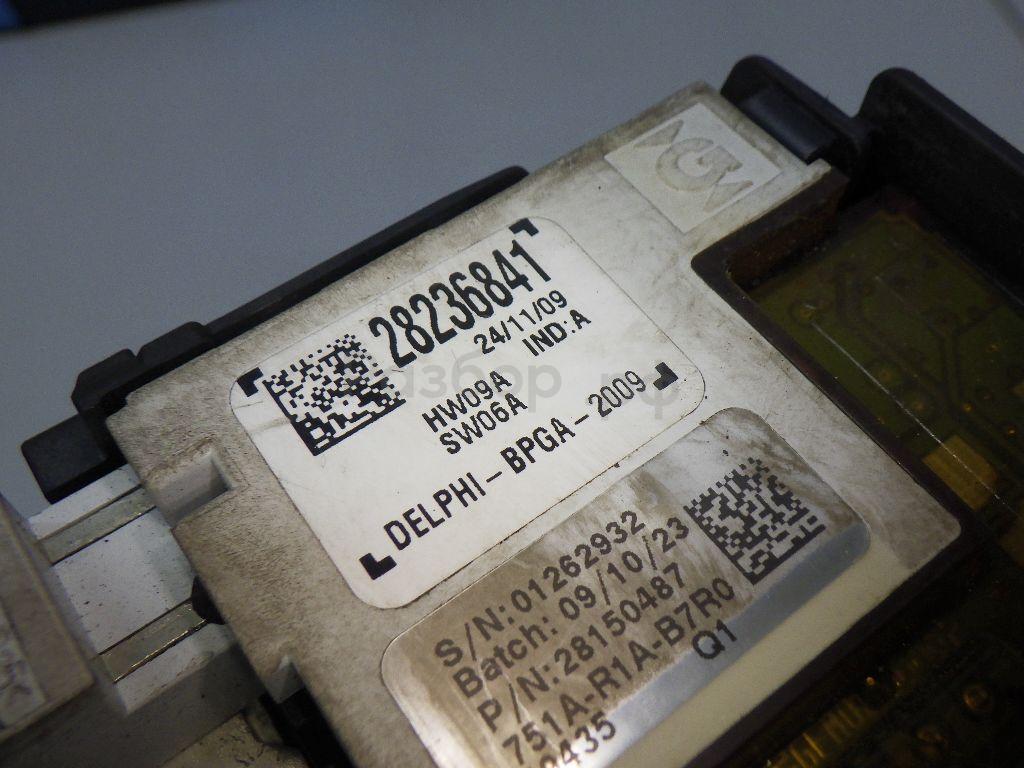 28236841
24/11/09
IND:A
HW09A
SW06A
DELPHI-BPGA-2009
S/N:01262932
Batch: 09/10/23
P/N:28150487
751A-R1A-B7R0
Q1